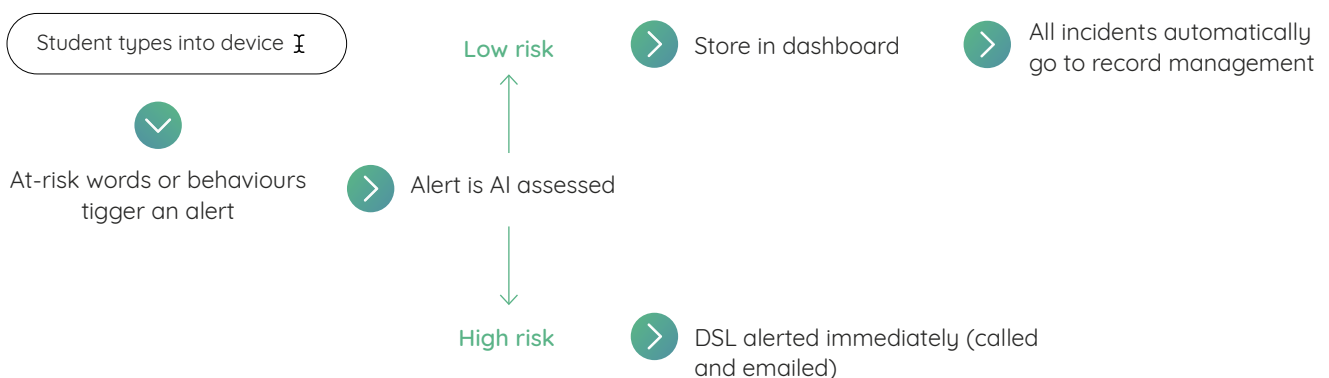 Student types into device
At-risk words or behaviours
tigger an alert
Alert is AI assessed
Low risk
Store in dashboard
All incidents automatically
go to record management
High risk
DSL alerted immediately (called
and emailed)